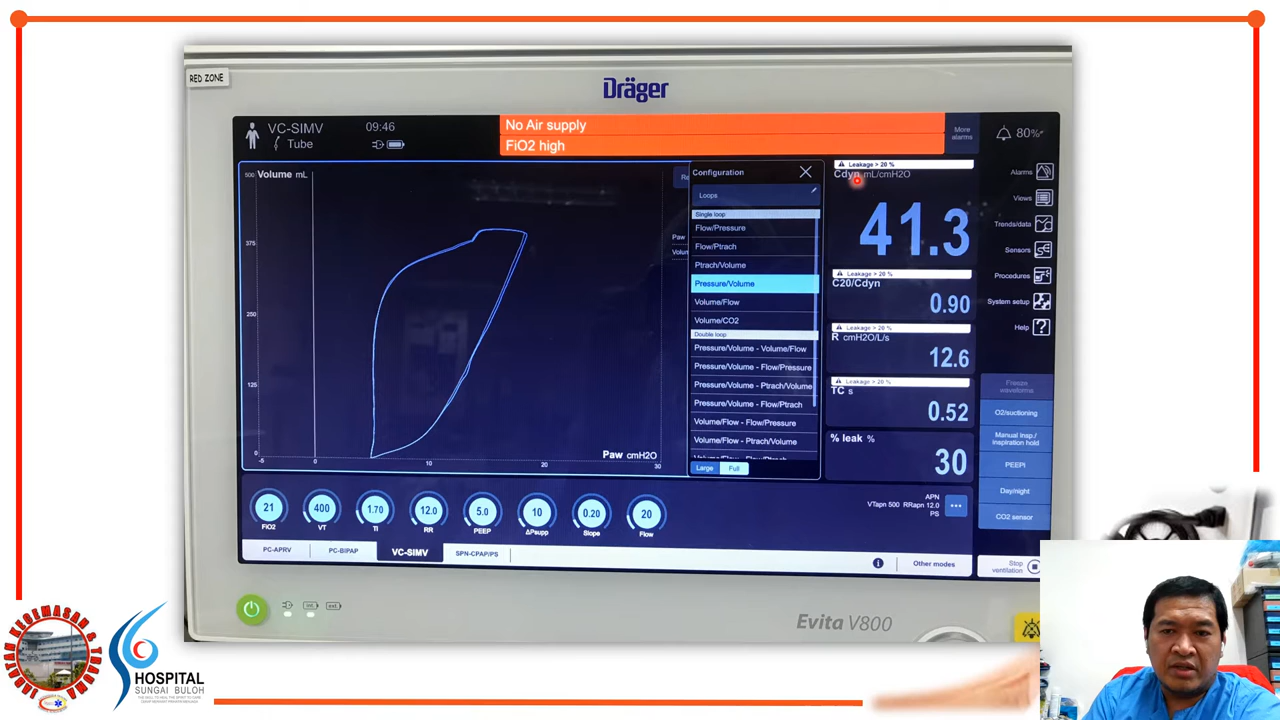 RED ZONE
Dräger
VC-SIMV
Tube
09:46
No Air supply
FiO2 high
More
alarms
80%
Volume mL
500
375
250
125
0
-5
0
10
20
30
Paw cmH2O
Re
Paw
Volun
Configuration
Loops
Single loop
Flow/Pressure
Flow/Ptrach
Ptrach/Volume
Pressure/Volume
Volume/Flow
Volume/CO2
Double loop
Pressure/Volume - Volume/Flow
Pressure/Volume - Flow/Pressure
Pressure/Volume - Ptrach/Volume
Pressure/Volume - Flow/Ptrach
Volume/Flow - Flow/Pressure
Volume/Flow - Ptrach/Volume
Large
Full
Leakage > 20 %
Cdyn mL/cmH2O
41.3
Leakage > 20 %
C20/Cdyn
0.90
Leakage > 20 %
R cmH2O/L/s
12.6
Leakage > 20 %
TC s
0.52
% leak %
30
Alarms
Views
Trends/data
Sensors
Procedures
System setup
Help
Freeze
waveforms
O2/suctioning
Manual insp./
inspiration hold
PEEPi
Day/night
CO2 sensor
21
FiO2
400
VT
1.70
Ti
12.0
RR
5.0
PEEP
10
ΔPsupp
0.20
Slope
20
Flow
APN
VTapn 500 RRapn 12.0
PS
PC-APRV
PC-BIPAP
VC-SIMV
SPN-CPAP/PS
Other modes
Stop
ventilation
Evita V800
JABATAN KECEMASAN & TRAUMA
HOSPITAL
SUNGAI BULOH